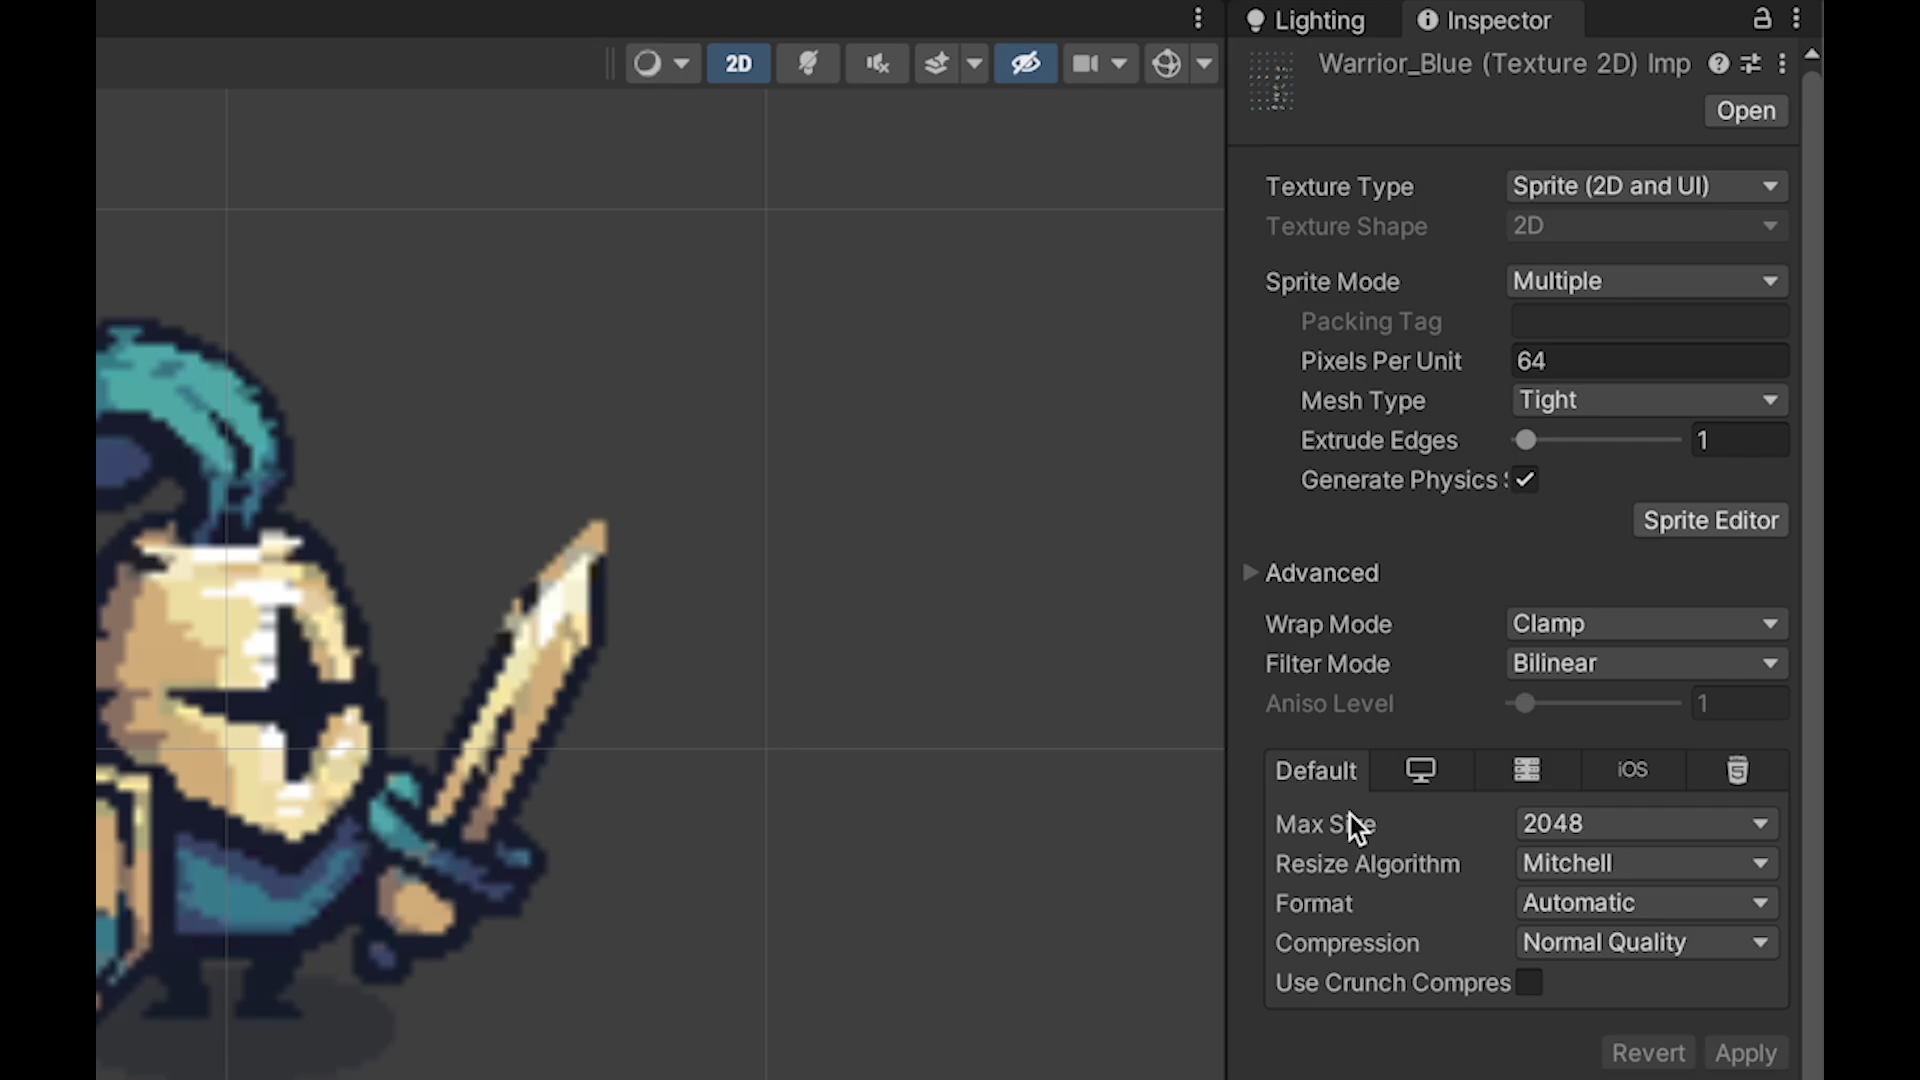 Lighting
Inspector
2D
Warrior_Blue (Texture 2D) Imp
Open
Texture Type Sprite (2D and UI)
Texture Shape 2D
Sprite Mode Multiple
Packing Tag
Pixels Per Unit 64
Mesh Type Tight
Extrude Edges 1
Generate Physics
Sprite Editor
Advanced
Wrap Mode Clamp
Filter Mode Bilinear
Aniso Level 1
Default iOS 5
Max Size 2048
Resize Algorithm Mitchell
Format Automatic
Compression Normal Quality
Use Crunch Compres
Revert Apply